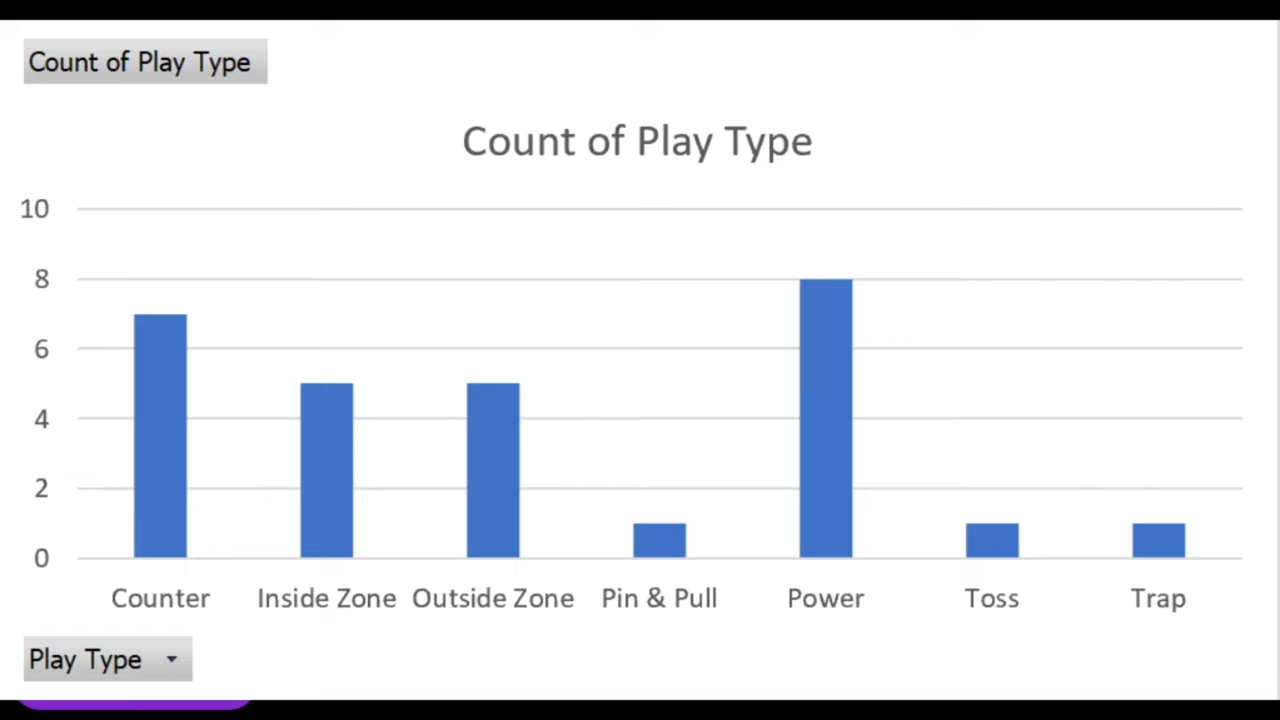 Count of Play Type
Count of Play Type
10
8
6
4
2
0
Counter Inside Zone Outside Zone Pin & Pull Power Toss Trap
Play Type